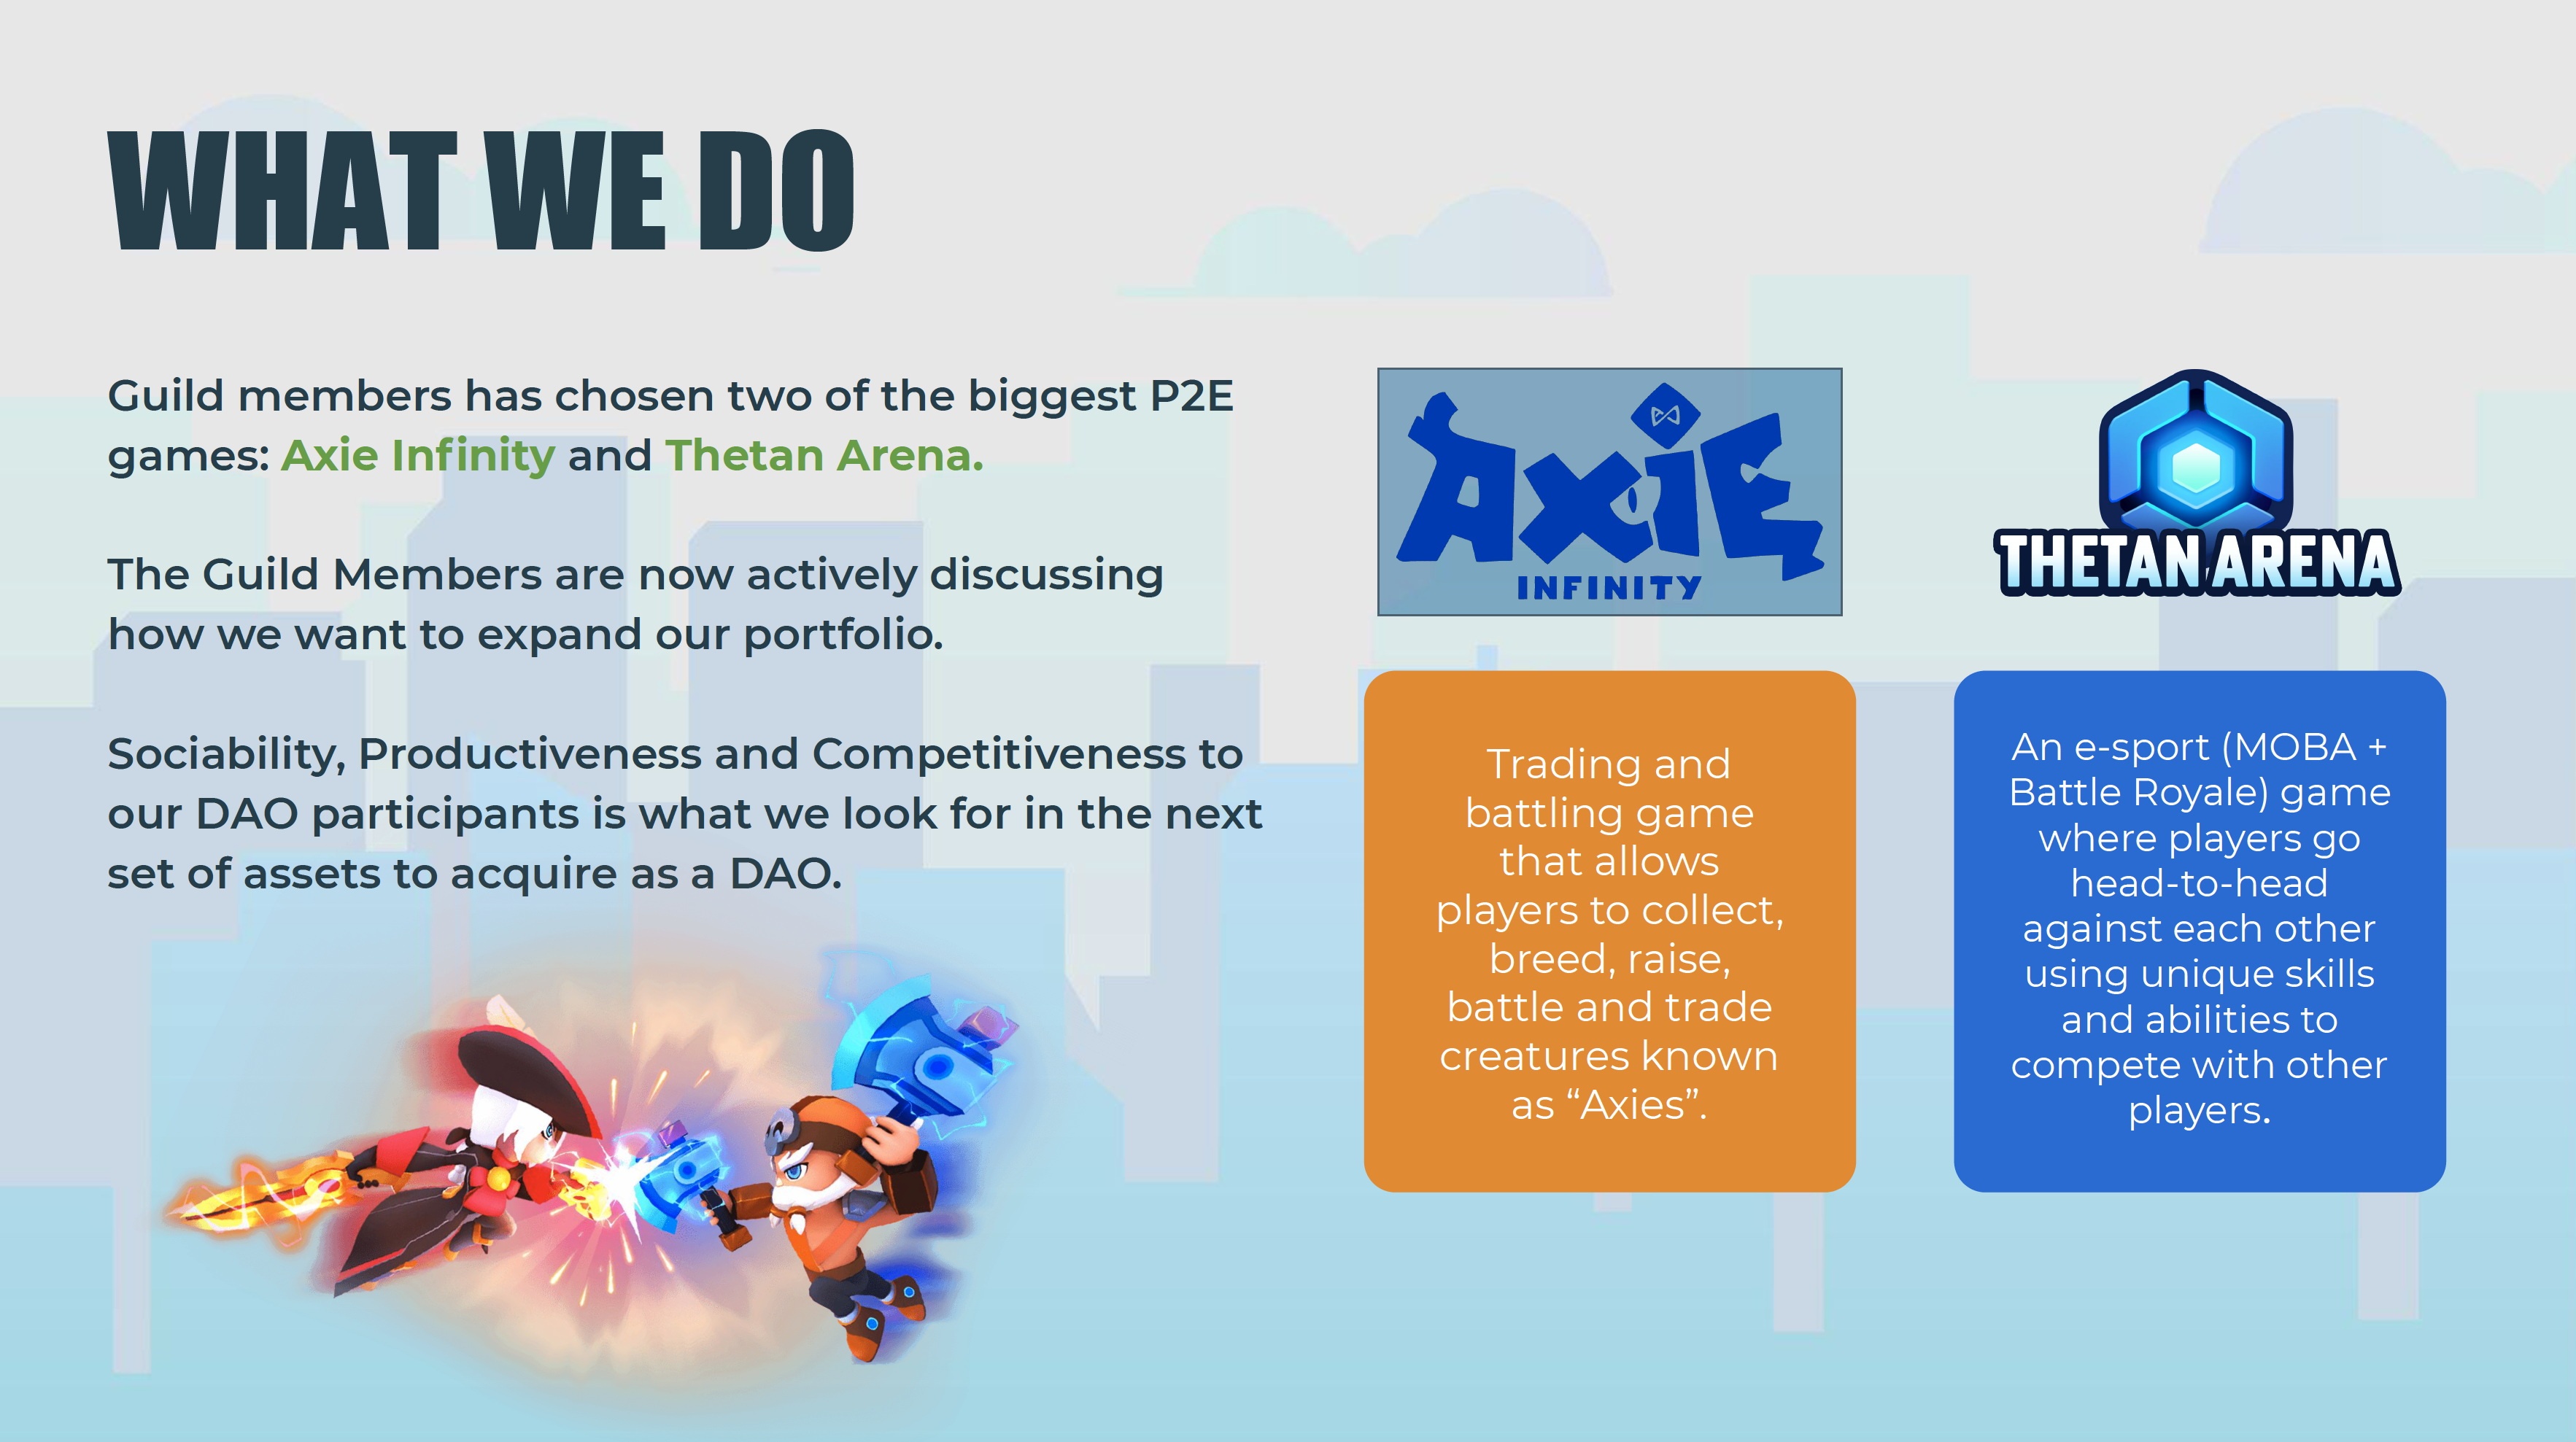 WHAT WE DO
Guild members has chosen two of the biggest P2E
games: Axie Infinity and Thetan Arena.
The Guild Members are now actively discussing
how we want to expand our portfolio.
Sociability, Productiveness and Competitiveness to
our DAO participants is what we look for in the next
set of assets to acquire as a DAO.
AXIE
INFINITY
Trading and
battling game
that allows
players to collect,
breed, raise,
battle and trade
creatures known
as “Axies”.
THETAN ARENA
An e-sport (MOBA +
Battle Royale) game
where players go
head-to-head
against each other
using unique skills
and abilities to
compete with other
players.